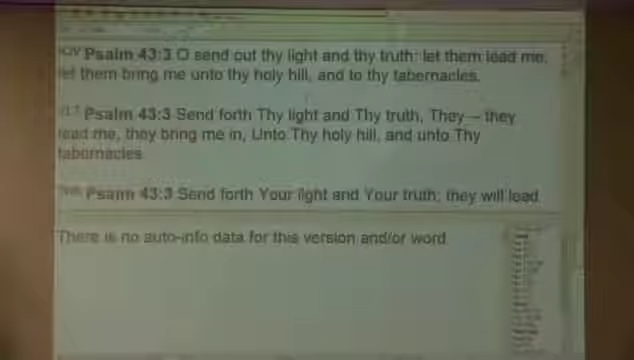 KJV Psalm 43:3 O send out thy light and thy truth: let them lead me;
let them bring me unto thy holy hill, and to thy tabernacles.
YLT Psalm 43:3 Send forth Thy light and Thy truth, They — they
lead me, they bring me in, Unto Thy holy hill, and unto Thy
tabernacles
Psalm 43:3 Send forth Your light and Your truth; they will lead
There is no auto-info data for this version and/or word